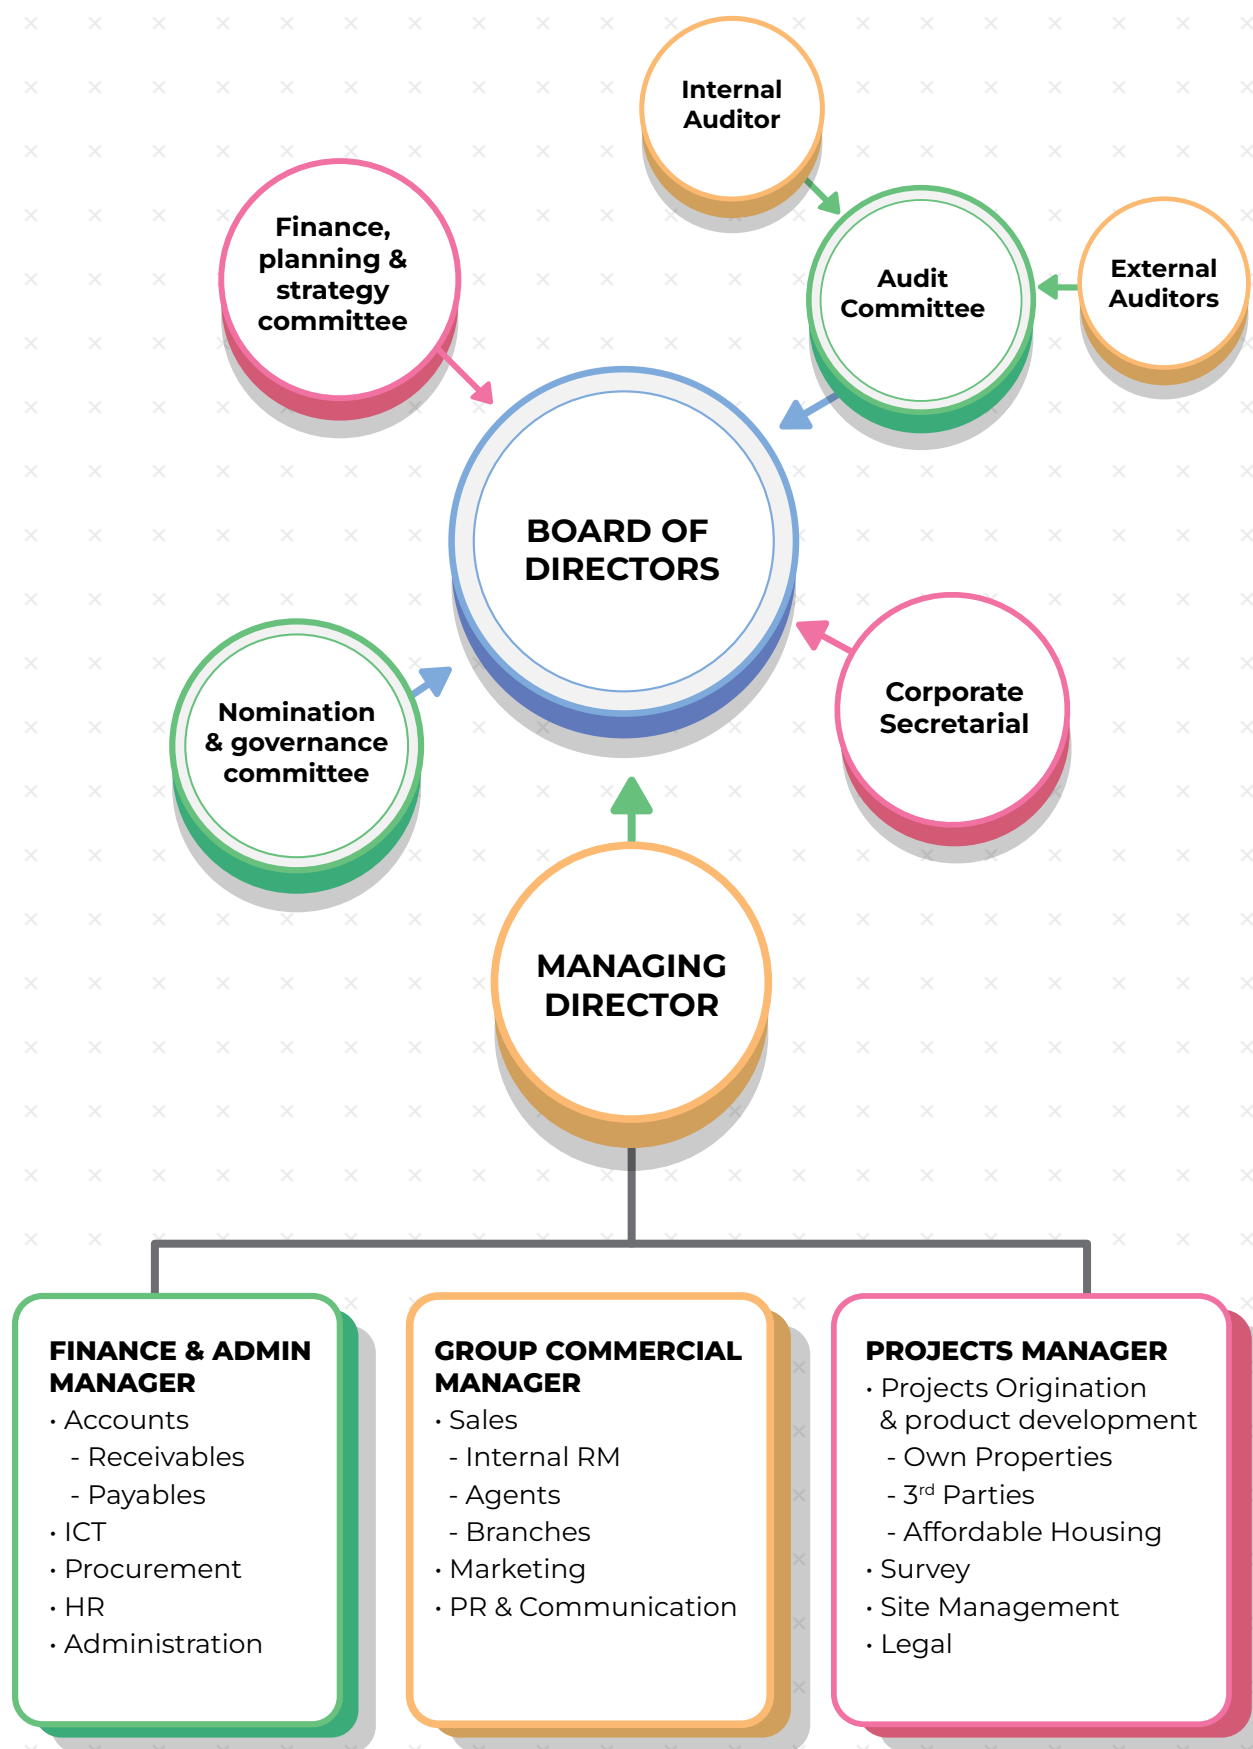 Internal
Auditor
Finance,
planning &
strategy
committee
Audit
Committee
External
Auditors
BOARD OF
DIRECTORS
Nomination
& governance
committee
Corporate
Secretarial
MANAGING
DIRECTOR
FINANCE & ADMIN
MANAGER
· Accounts
- Receivables
- Payables
· ICT
· Procurement
· HR
· Administration
GROUP COMMERCIAL
MANAGER
· Sales
- Internal RM
- Agents
- Branches
· Marketing
· PR & Communication
PROJECTS MANAGER
· Projects Origination
& product development
- Own Properties
- 3rd Parties
- Affordable Housing
· Survey
· Site Management
· Legal